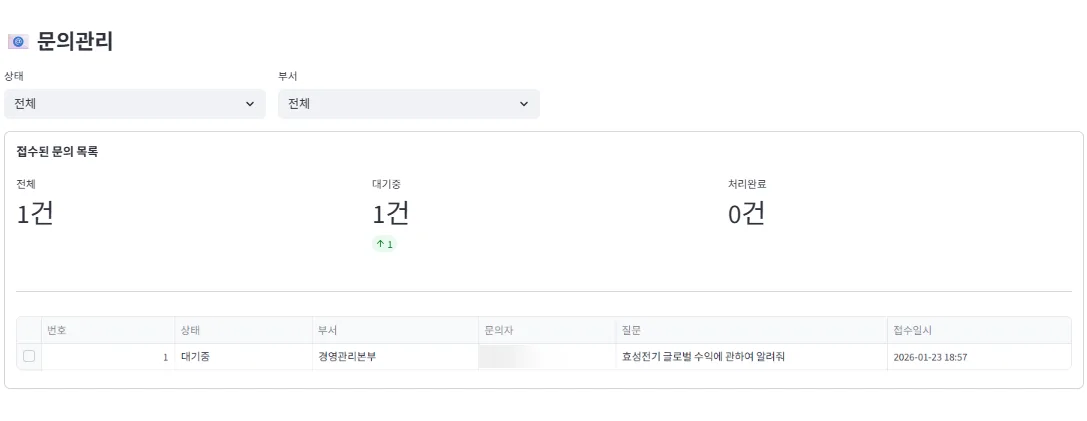 문의관리
상태 부서
전체 전체
접수된 문의 목록
전체 대기중 처리완료
1건 1건 0건
↑ 1
번호 상태 부서 문의자 질문 접수일시
1 대기중 경영관리본부 효성전기 글로벌 수익에 관하여 알려줘 2026-01-23 18:57